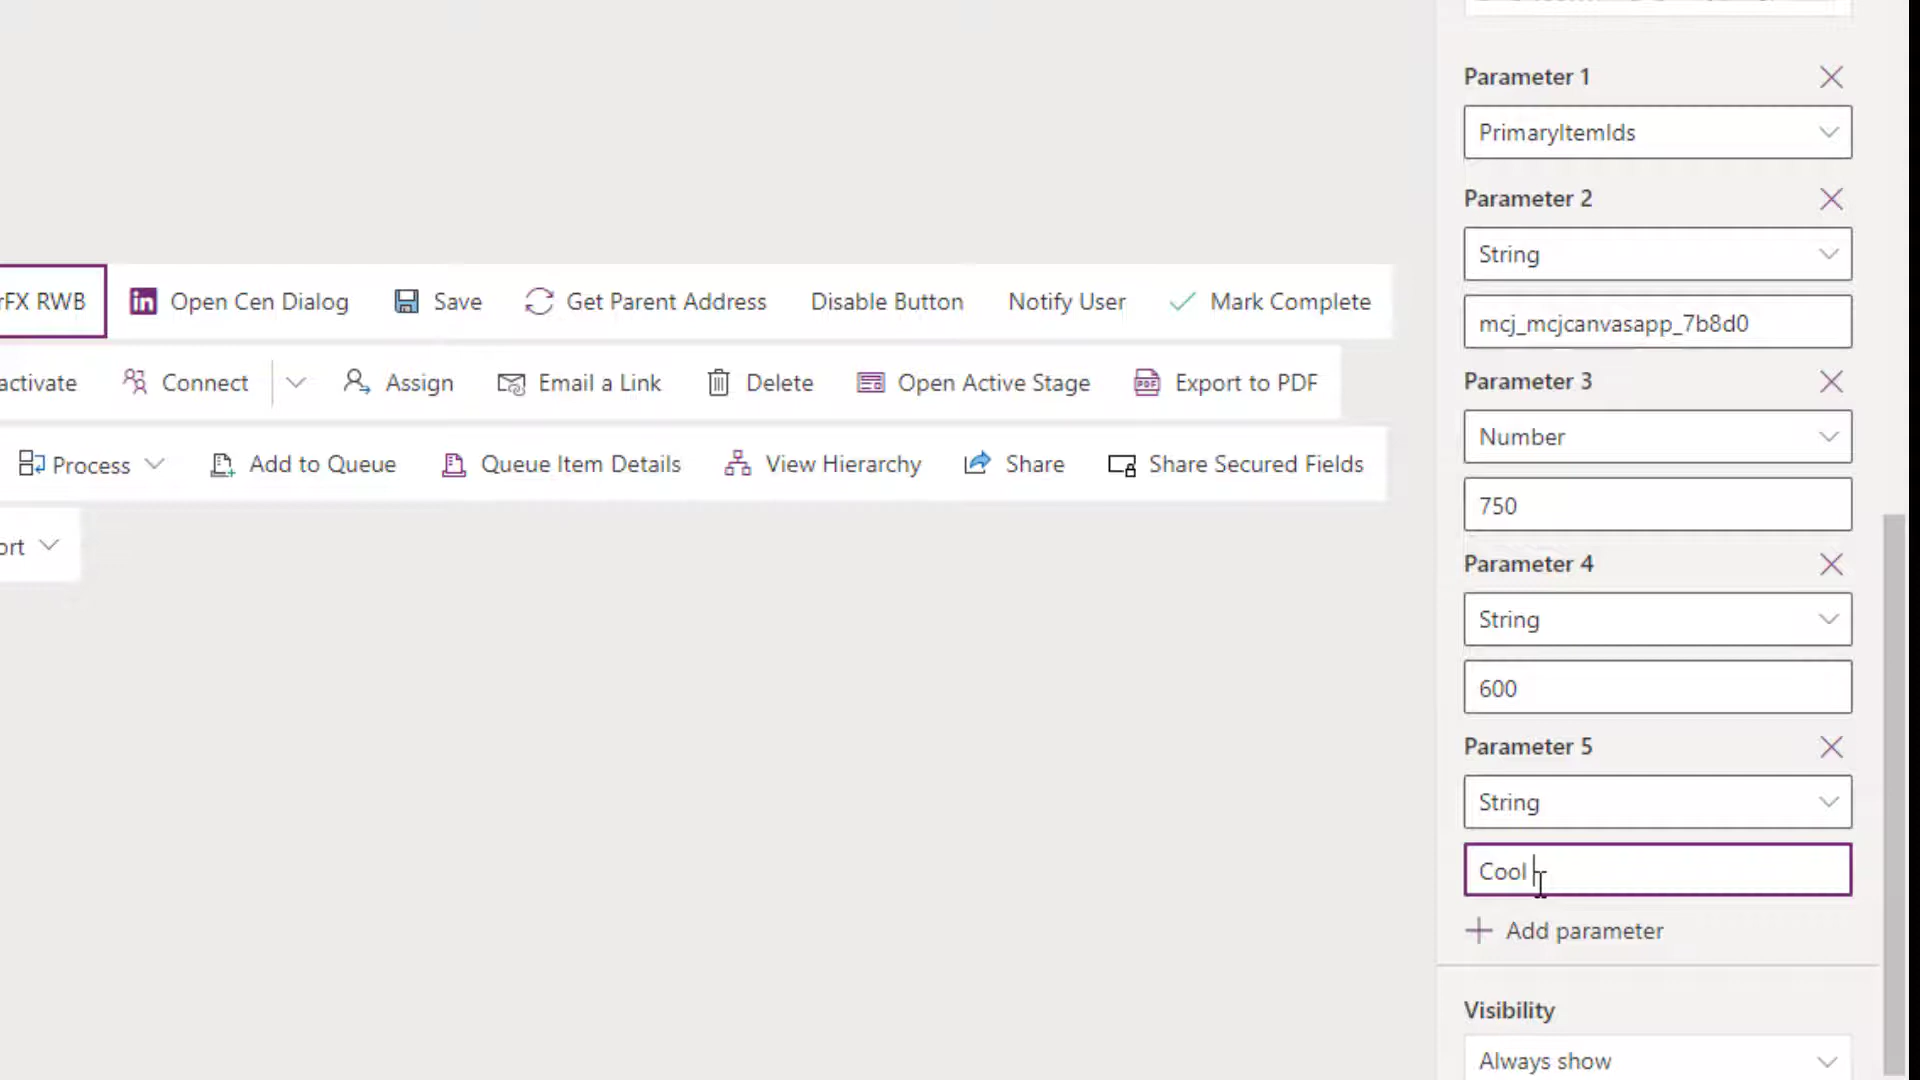 Parameter 1
PrimaryItemIds
Parameter 2
String
mcj_mcjcanvasapp_7b8d0
Parameter 3
Number
750
Parameter 4
String
600
Parameter 5
String
Cool
Add parameter
Visibility
Always show
rFX RWB
Open Cen Dialog
Save
Get Parent Address
Disable Button
Notify User
Mark Complete
activate
Connect
Assign
Email a Link
Delete
Open Active Stage
PDF
Export to PDF
Process
Add to Queue
Queue Item Details
View Hierarchy
Share
Share Secured Fields
ort